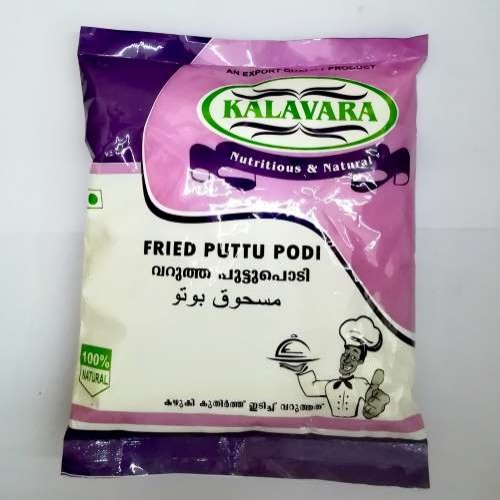 AN EXPORT QUALITY PRODUCT
KALAVARA
Nutritious & Natural
FRIED PUTTU PODI
വറുത്ത പുട്ടുപൊടി
مسحوق بوتو
100%
NATURAL
കഴുകി കുതിർത്ത് ഇടിച്ച് വറുത്തത്